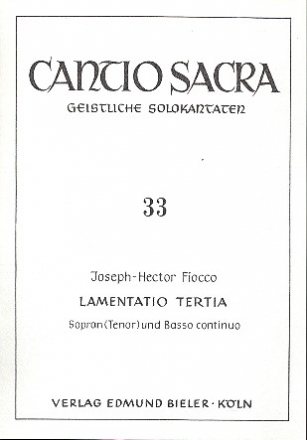 CANTIO SACRA
GEISTLICHE SOLOKANTATEN
33
Joseph-Hector Fiocco
LAMENTATIO TERTIA
Sopran (Tenor) und Basso continuo
VERLAG EDMUND BIELER · KÖLN